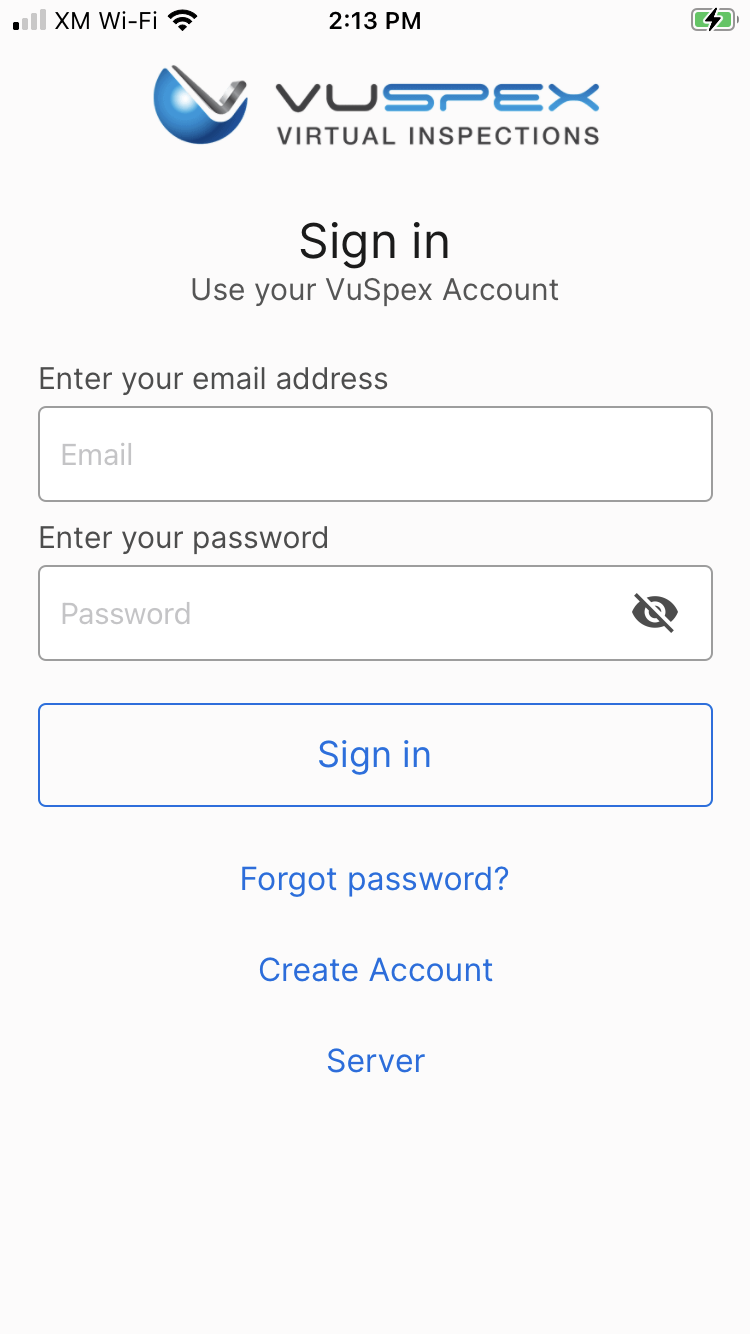 XM Wi-Fi 2:13 PM
VUSPEX
VIRTUAL INSPECTIONS
Sign in
Use your VuSpex Account
Enter your email address
Email
Enter your password
Password
Sign in
Forgot password?
Create Account
Server